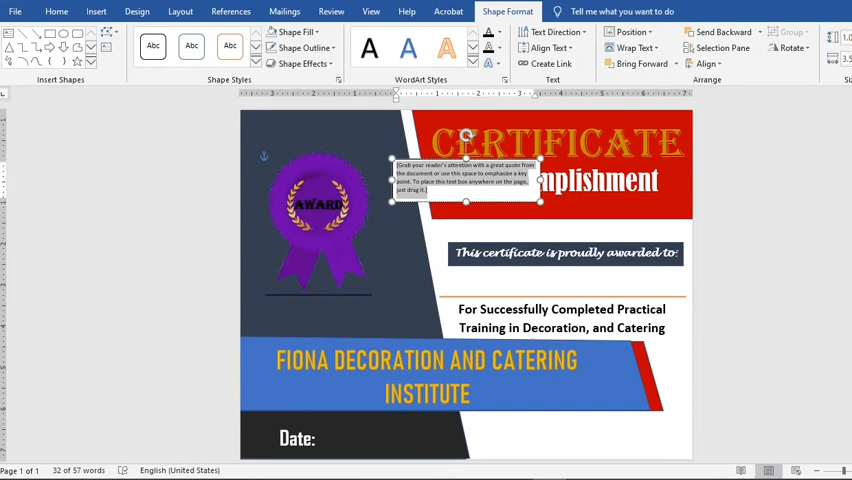 File Home Insert Design Layout References Mailings Review View Help Acrobat Shape Format Tell me what you want to do
Abc Abc Abc
Shape Fill
Shape Outline
Shape Effects
A A A
Text Direction
Align Text
Create Link
Position
Wrap Text
Bring Forward
Send Backward
Selection Pane
Align
Group
Rotate
1.0
3.5
Insert Shapes Shape Styles WordArt Styles Text Arrange
CERTIFICATE
mplishment
[Grab your reader's attention with a great quote from
the document or use this space to emphasize a key
point. To place this text box anywhere on the page,
just drag it.]
AWARD
This certificate is proudly awarded to:
For Successfully Completed Practical
Training in Decoration, and Catering
FIONA DECORATION AND CATERING
INSTITUTE
Date:
Page 1 of 1 32 of 57 words English (United States)